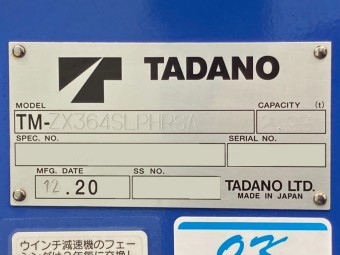 TADANO
MODEL
CAPACITY (t)
TM-ZX364SLPHRS
SPEC. NO.
SERIAL NO.
MFG. DATE
SS NO.
12.20
TADANO LTD.
MADE IN JAPAN
ウインチ減速機のフェー